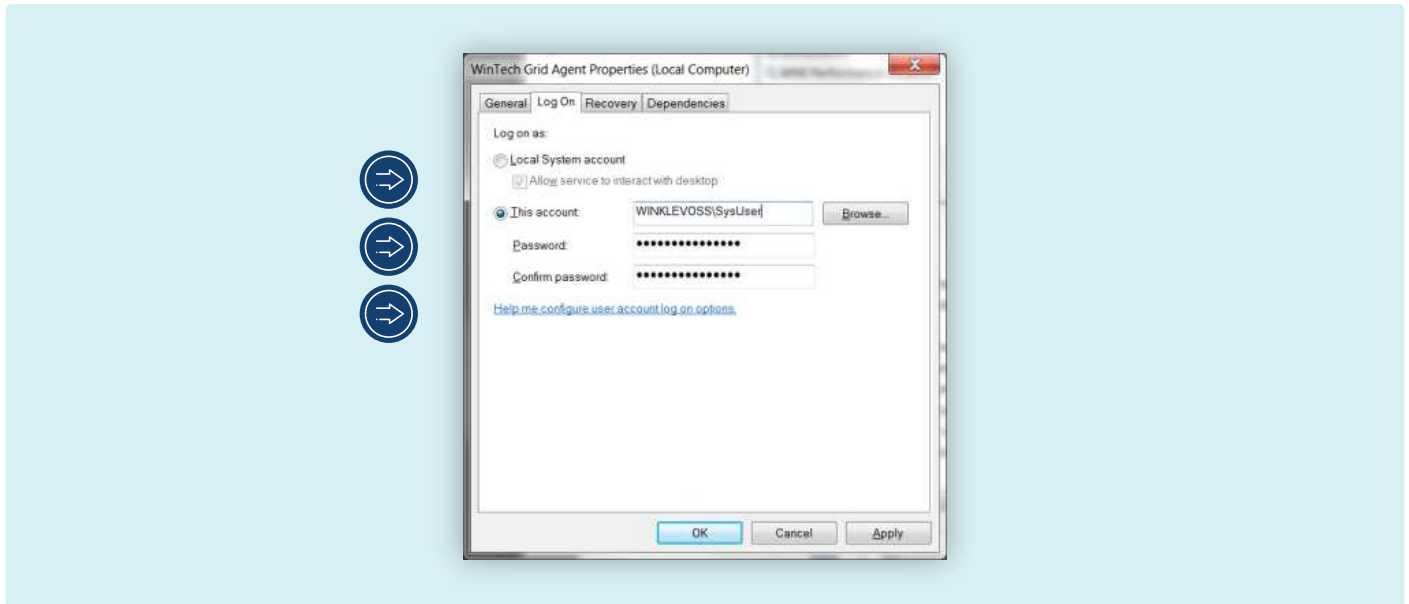 WinTech Grid Agent Properties (Local Computer)
General Log On Recovery Dependencies
Log on as:
Local System account
Allow service to interact with desktop
This account: WINKLEVOSS\SysUser Browse...
Password: •••••••••••••••
Confirm password: •••••••••••••••
Help me configure user account log on options.
OK Cancel Apply